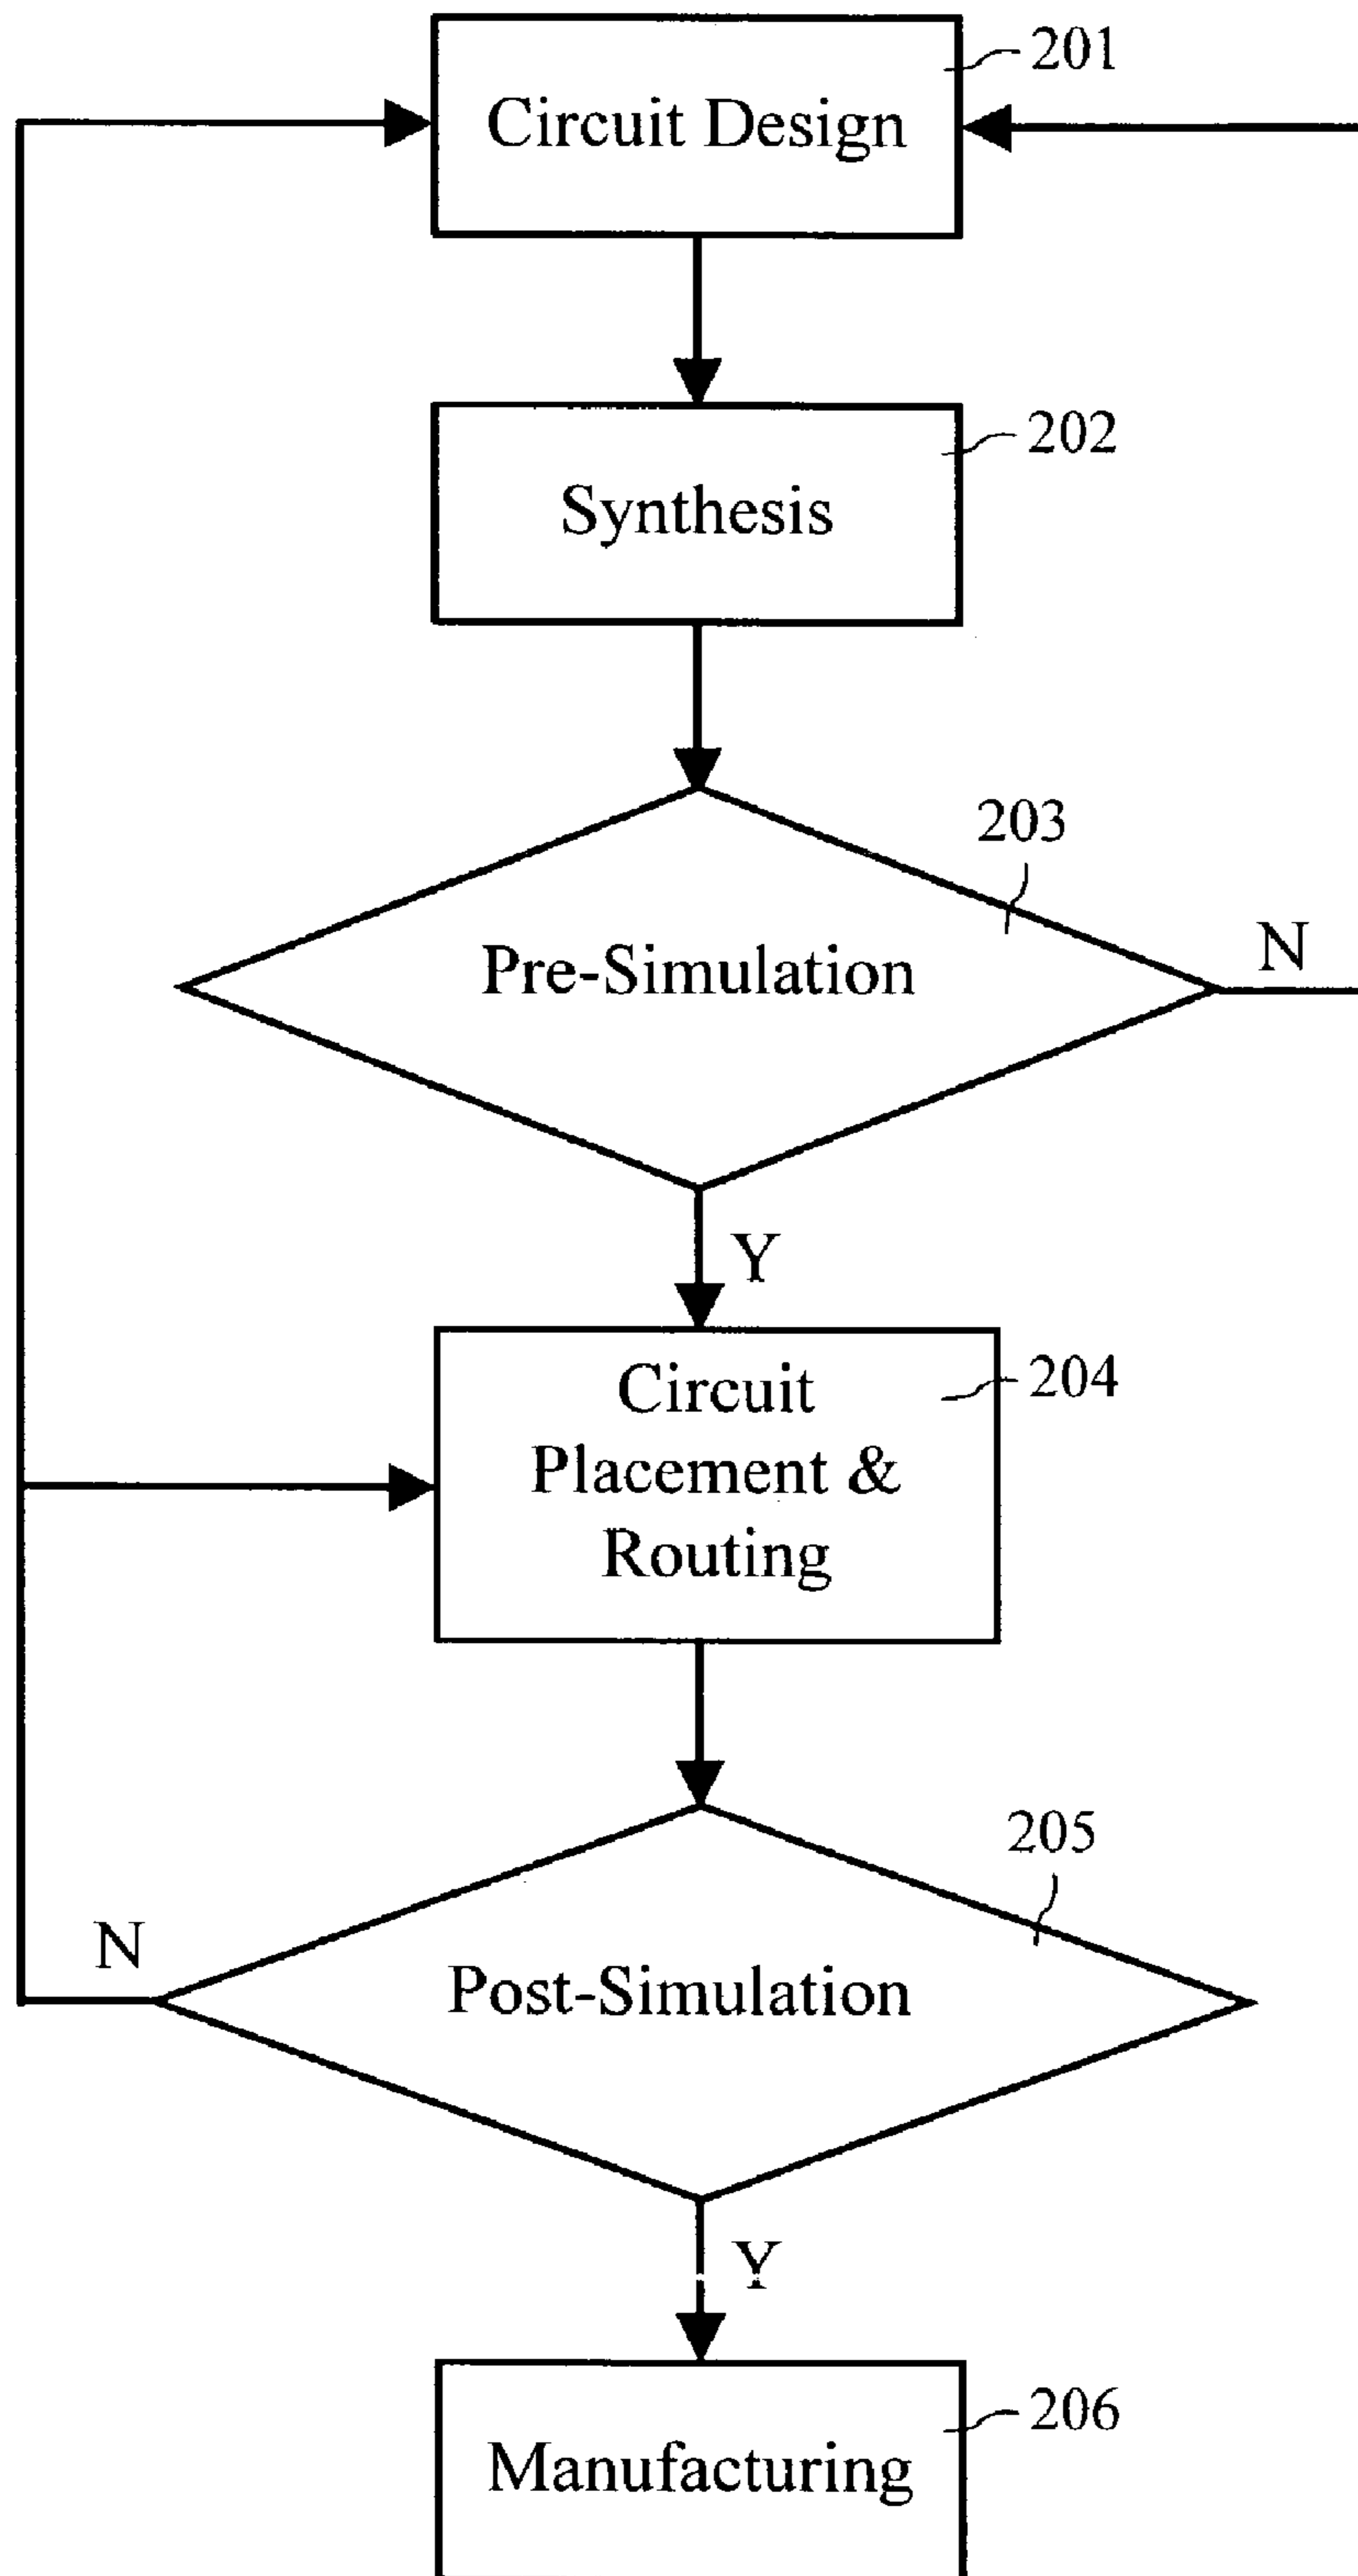 201
Circuit Design
202
Synthesis
203
Pre-Simulation
N
Y
Circuit
Placement &
Routing
204
205
N
Post-Simulation
Y
206
Manufacturing